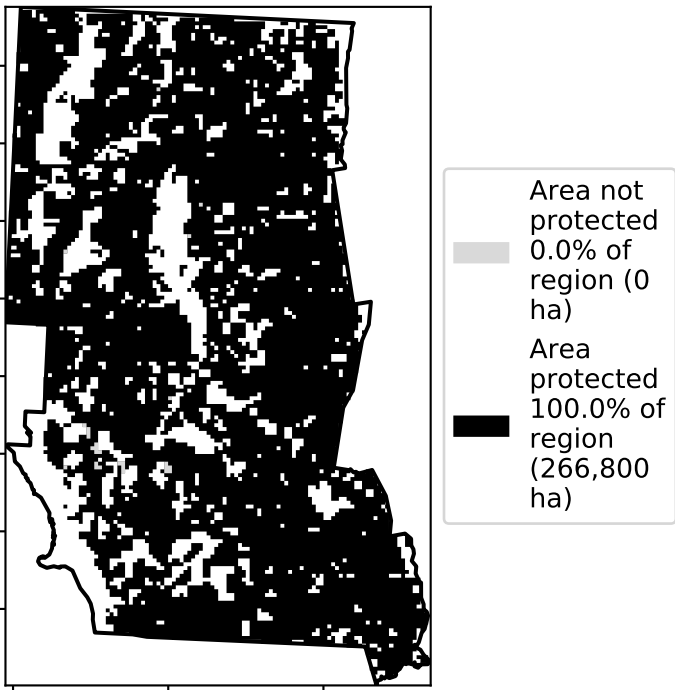 Area not
protected
0.0% of
region (0
ha)
Area
protected
100.0% of
region
(266,800
ha)